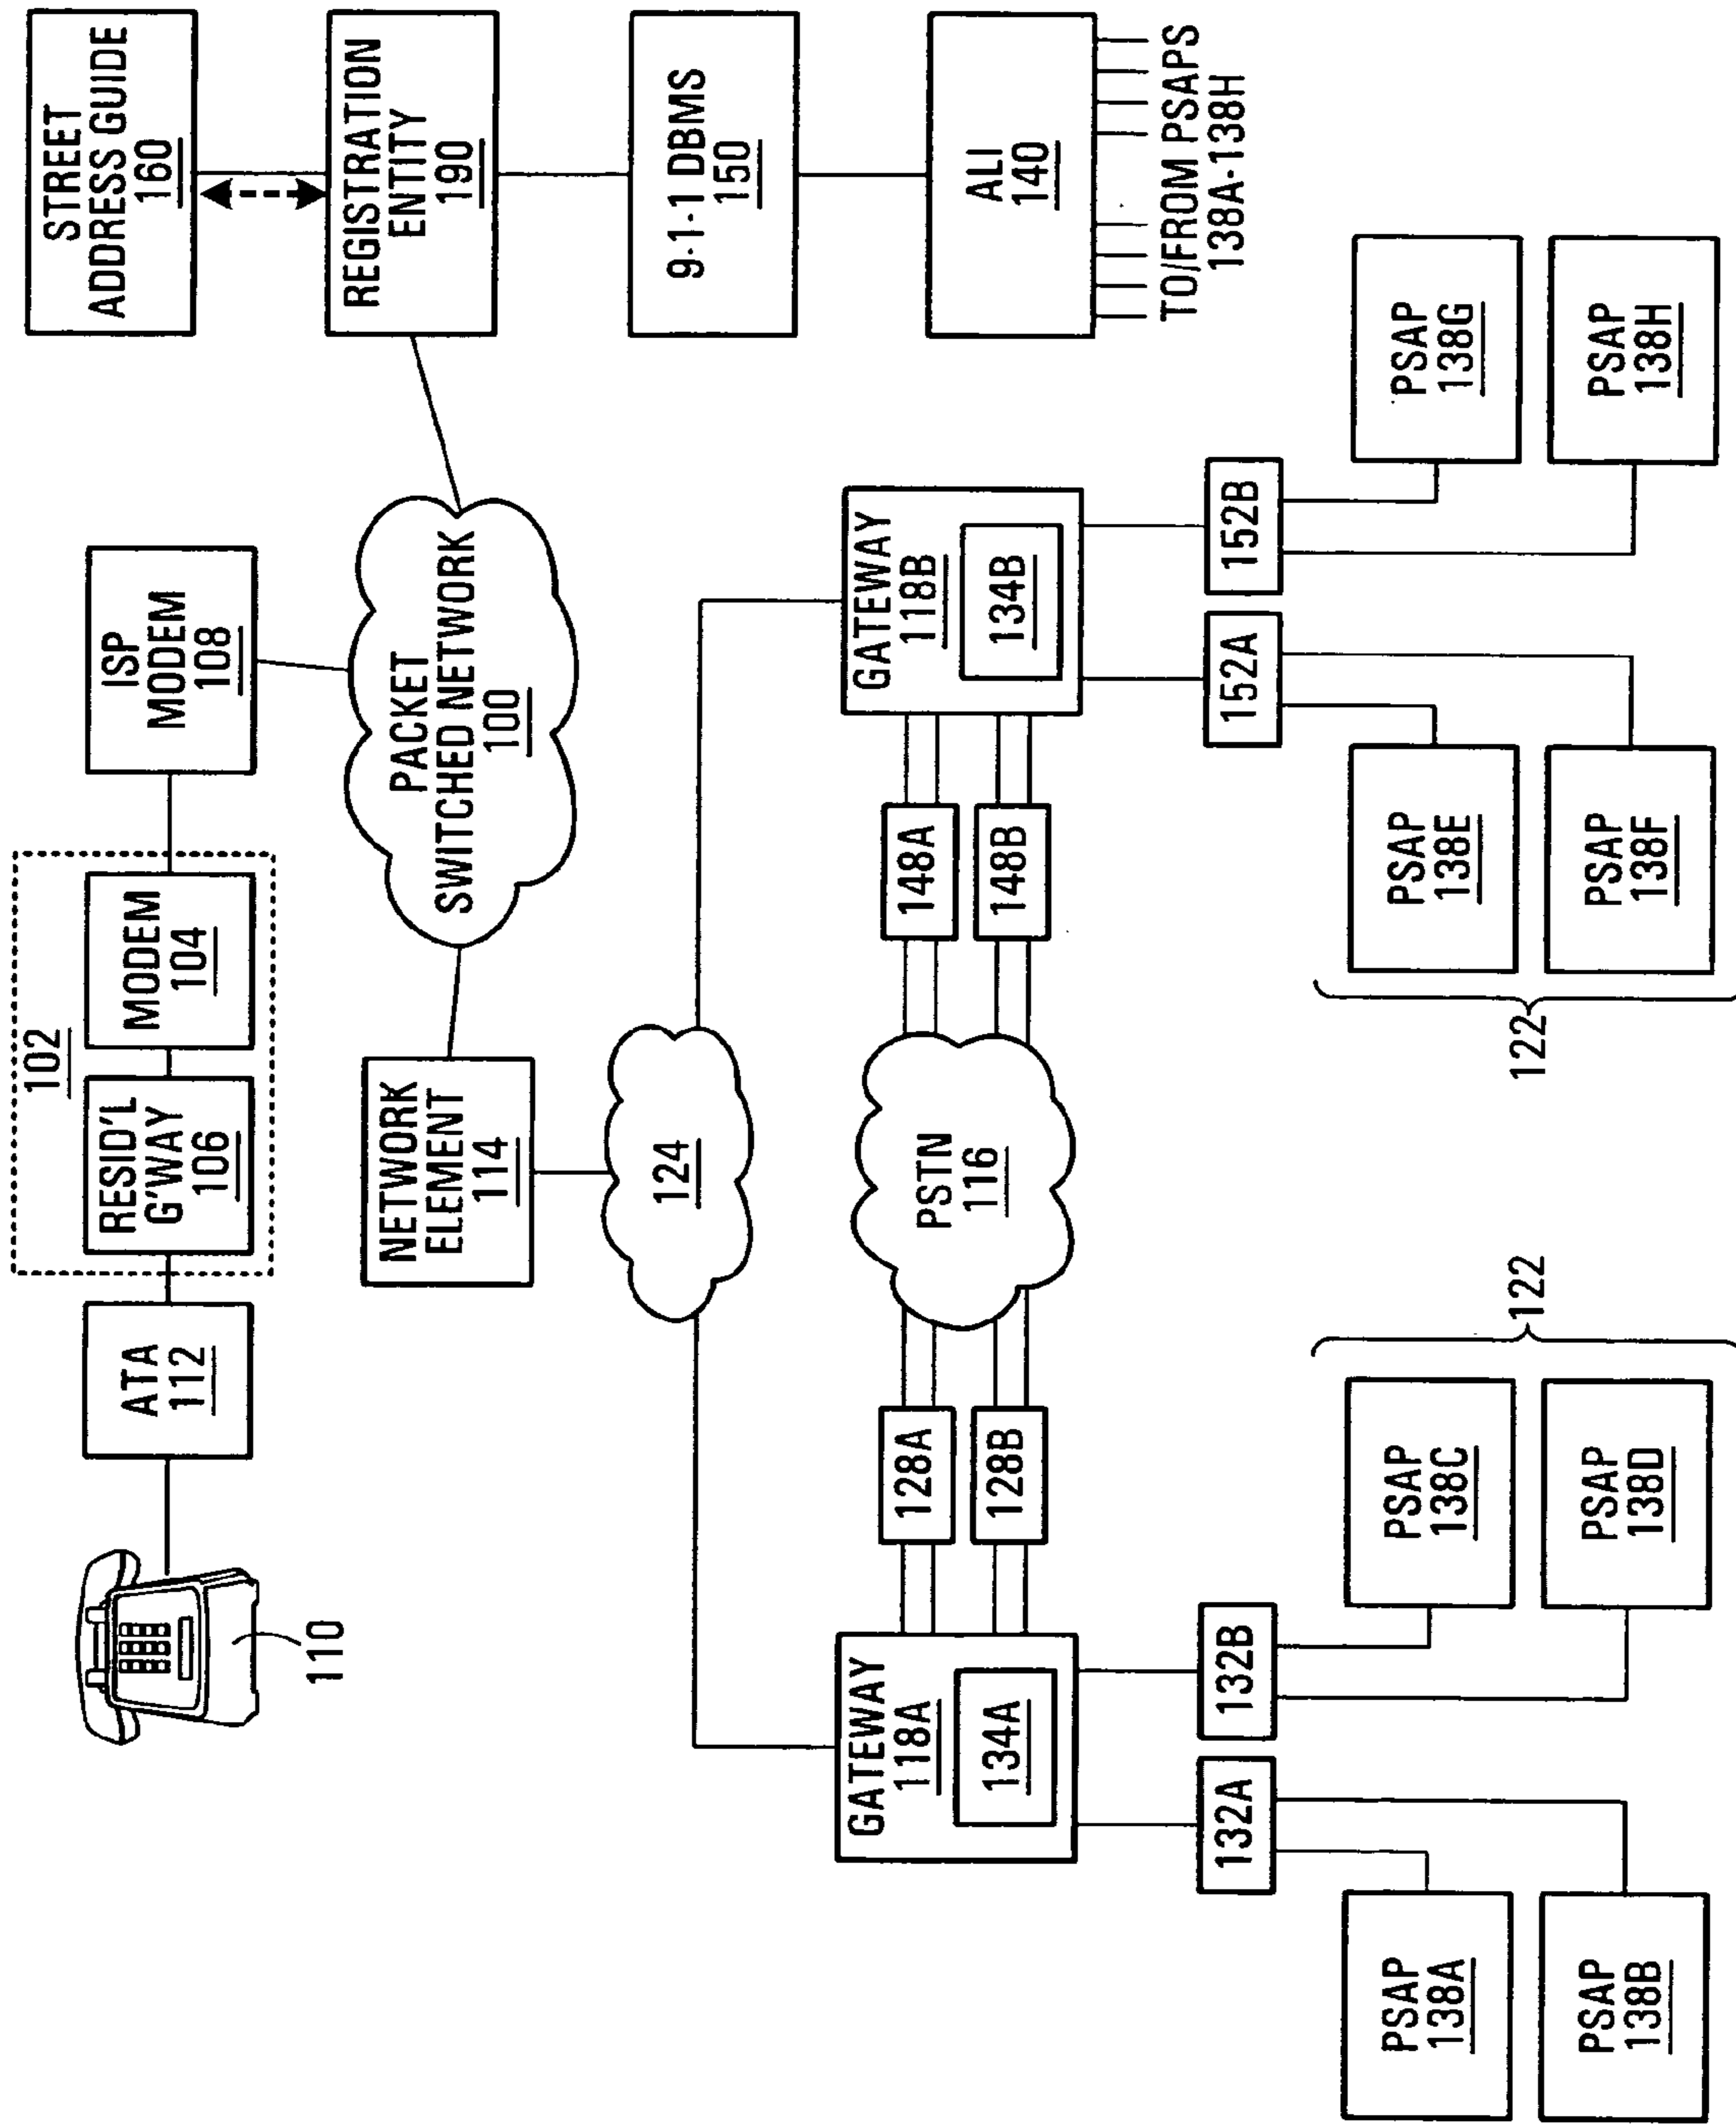 110
ATA
112
102
RESID'L
G'WAY
106
MODEM
104
ISP
MODEM
108
STREET
ADDRESS GUIDE
160
REGISTRATION
ENTITY
190
NETWORK
ELEMENT
114
PACKET
SWITCHED NETWORK
100
9-1-1 DBMS
150
124
ALI
140
TO/FROM PSAPS
138A-138H
GATEWAY
118A
134A
128A
128B
PSTN
116
148A
148B
GATEWAY
118B
134B
132A
132B
152A
152B
PSAP
138A
PSAP
138B
PSAP
138C
PSAP
138D
122
122
PSAP
138E
PSAP
138F
PSAP
138G
PSAP
138H